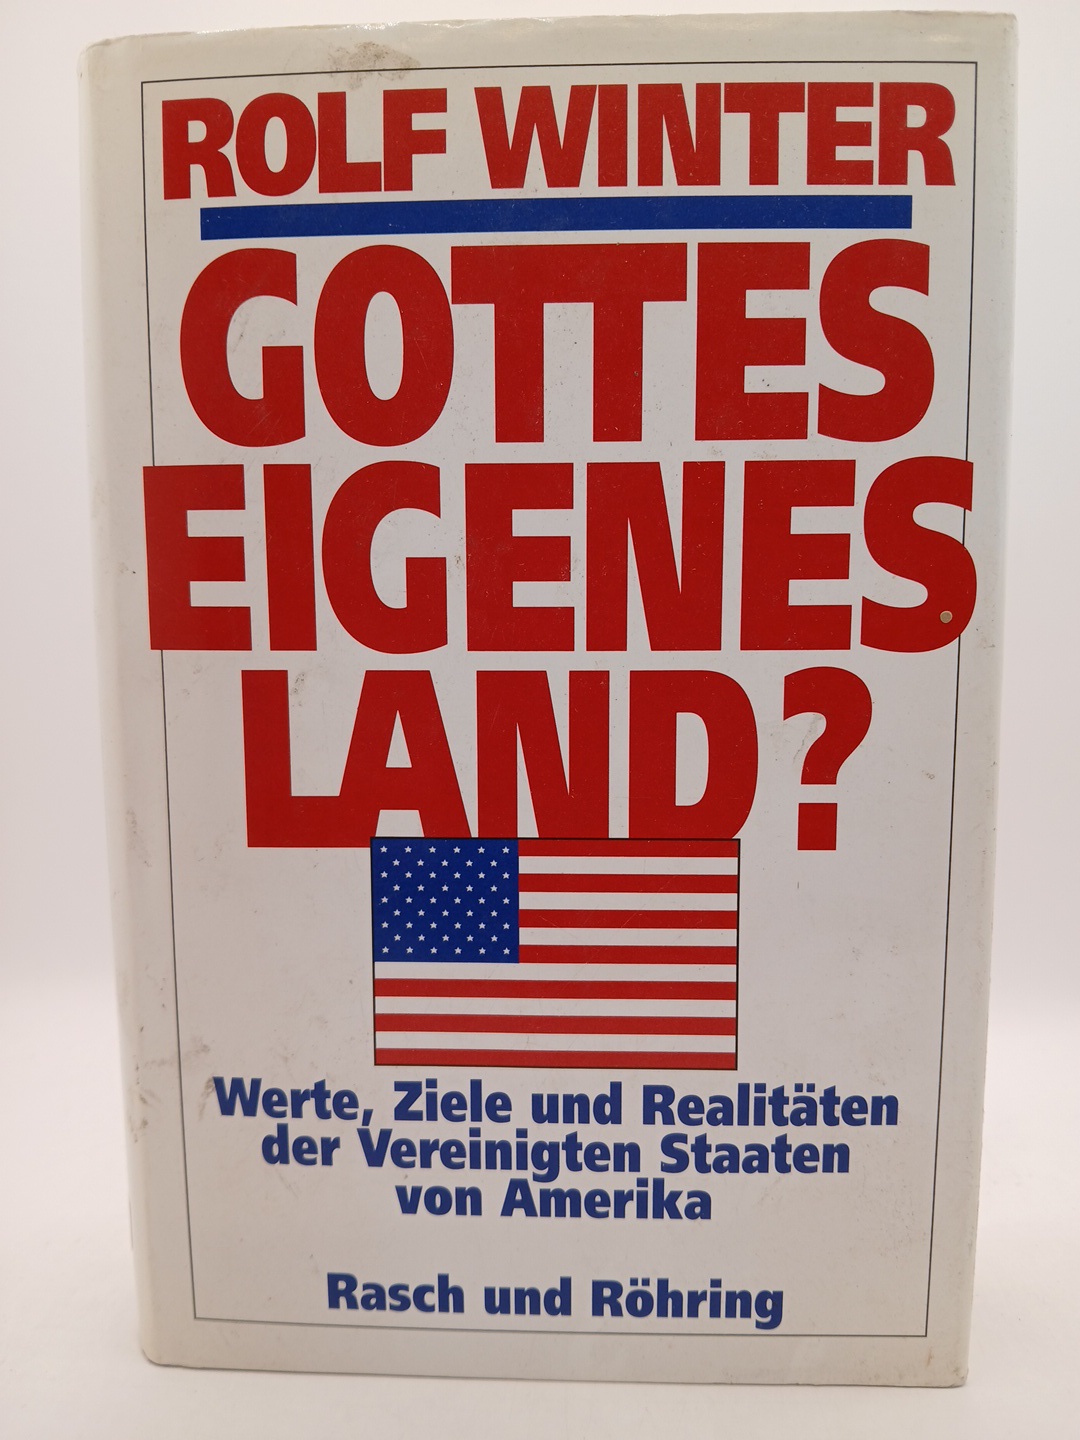 ROLF WINTER
GOTTES
EIGENES
LAND?
Werte, Ziele und Realitäten
der Vereinigten Staaten
von Amerika
Rasch und Röhring